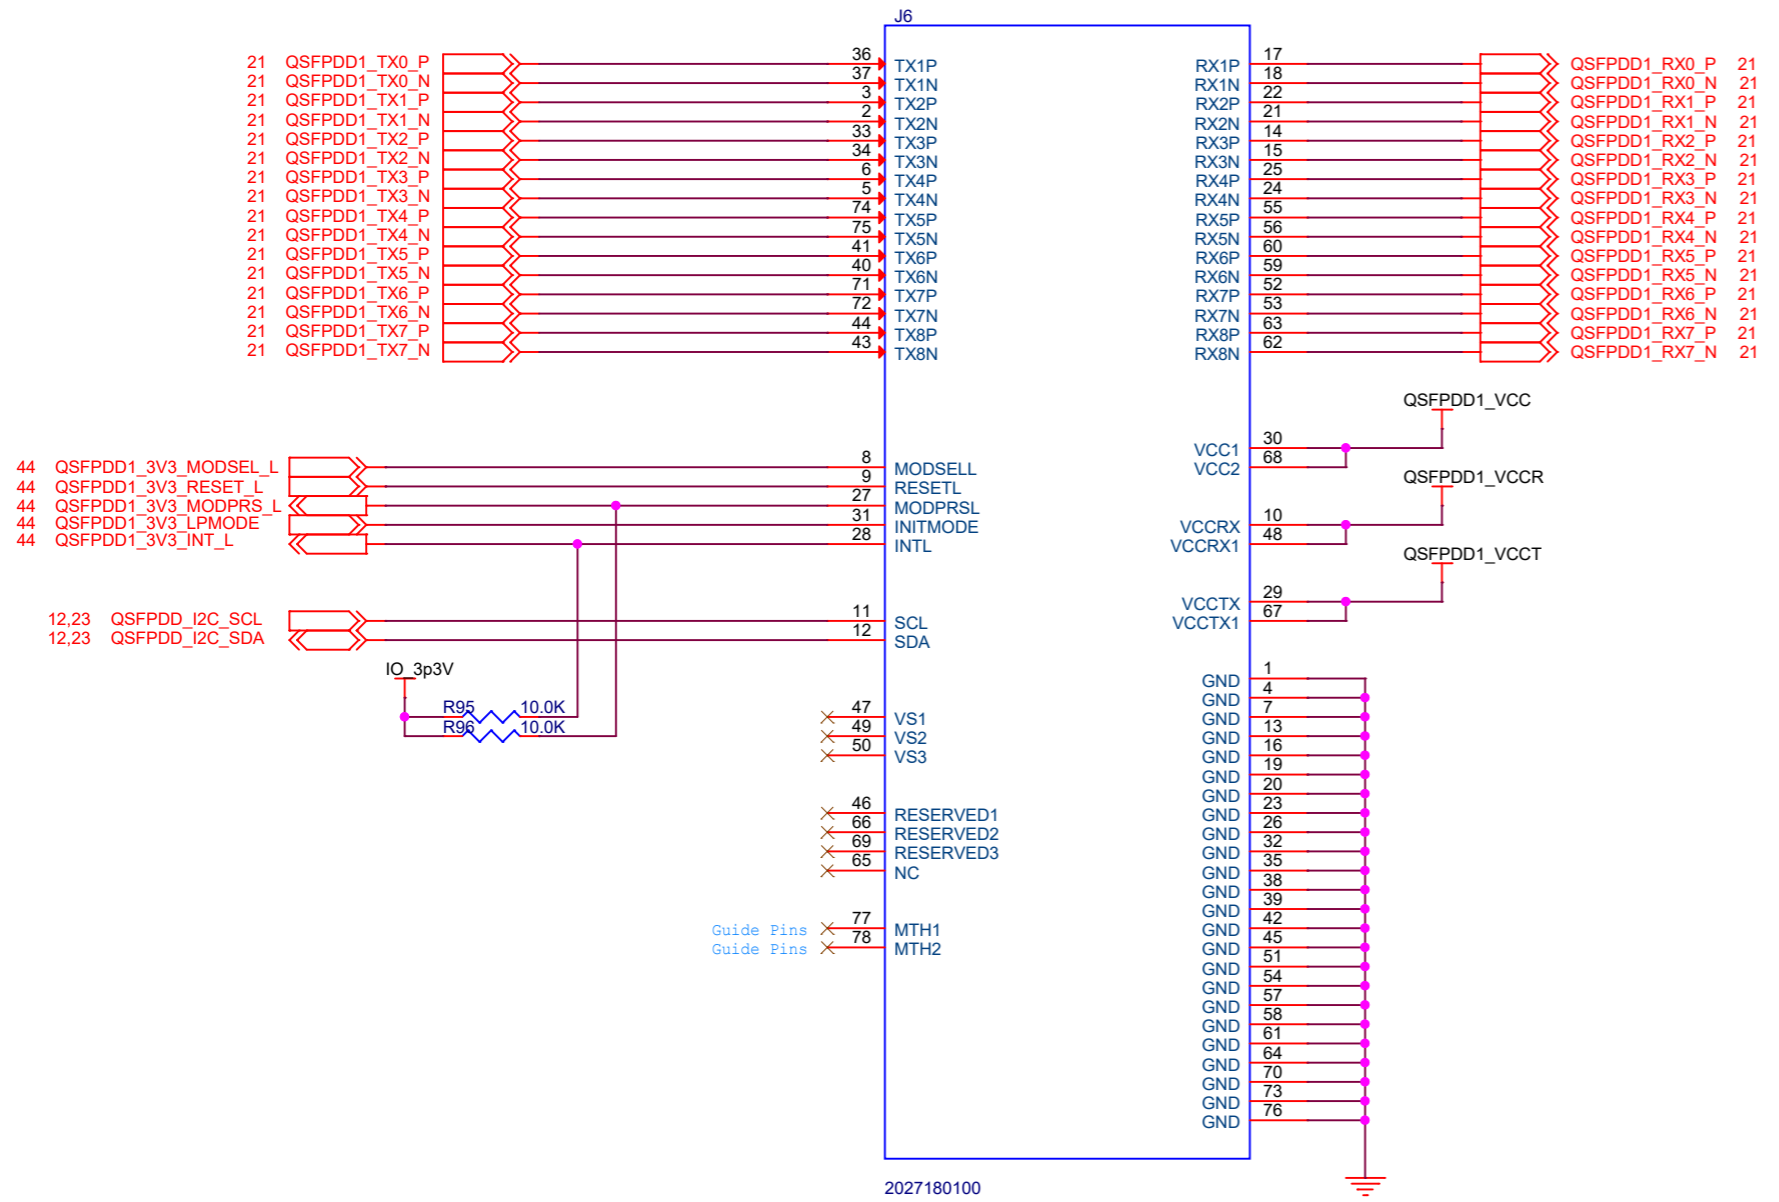 J6
21 QSFPDD1_TX0_P 36 TX1P RX1P 17 QSFPDD1_RX0_P 21
21 QSFPDD1_TX0_N 37 TX1N RX1N 18 QSFPDD1_RX0_N 21
21 QSFPDD1_TX1_P 3 TX2P RX2P 22 QSFPDD1_RX1_P 21
21 QSFPDD1_TX1_N 2 TX2N RX2N 21 QSFPDD1_RX1_N 21
21 QSFPDD1_TX2_P 33 TX3P RX3P 14 QSFPDD1_RX2_P 21
21 QSFPDD1_TX2_N 34 TX3N RX3N 15 QSFPDD1_RX2_N 21
21 QSFPDD1_TX3_P 6 TX4P RX4P 25 QSFPDD1_RX3_P 21
21 QSFPDD1_TX3_N 5 TX4N RX4N 24 QSFPDD1_RX3_N 21
21 QSFPDD1_TX4_P 74 TX5P RX5P 55 QSFPDD1_RX4_P 21
21 QSFPDD1_TX4_N 75 TX5N RX5N 56 QSFPDD1_RX4_N 21
21 QSFPDD1_TX5_P 41 TX6P RX6P 60 QSFPDD1_RX5_P 21
21 QSFPDD1_TX5_N 40 TX6N RX6N 59 QSFPDD1_RX5_N 21
21 QSFPDD1_TX6_P 71 TX7P RX7P 52 QSFPDD1_RX6_P 21
21 QSFPDD1_TX6_N 72 TX7N RX7N 53 QSFPDD1_RX6_N 21
21 QSFPDD1_TX7_P 44 TX8P RX8P 63 QSFPDD1_RX7_P 21
21 QSFPDD1_TX7_N 43 TX8N RX8N 62 QSFPDD1_RX7_N 21
QSFPDD1_VCC
VCC1 30
VCC2 68
44 QSFPDD1_3V3_MODSEL_L 8 MODSELL
44 QSFPDD1_3V3_RESET_L 9 RESETL
44 QSFPDD1_3V3_MODPRS_L 27 MODPRSL
44 QSFPDD1_3V3_LPMODE 31 INITMODE
44 QSFPDD1_3V3_INT_L 28 INTL
QSFPDD1_VCCR
VCCRX 10
VCCRX1 48
QSFPDD1_VCCT
VCCTX 29
VCCTX1 67
12,23 QSFPDD_I2C_SCL 11 SCL
12,23 QSFPDD_I2C_SDA 12 SDA
IO_3p3V
R95 10.0K
R96 10.0K
47 VS1
49 VS2
50 VS3
46 RESERVED1
66 RESERVED2
69 RESERVED3
65 NC
Guide Pins 77 MTH1
Guide Pins 78 MTH2
GND 1
GND 4
GND 7
GND 13
GND 16
GND 19
GND 20
GND 23
GND 26
GND 32
GND 35
GND 38
GND 39
GND 42
GND 45
GND 51
GND 54
GND 57
GND 58
GND 61
GND 64
GND 70
GND 73
GND 76
2027180100